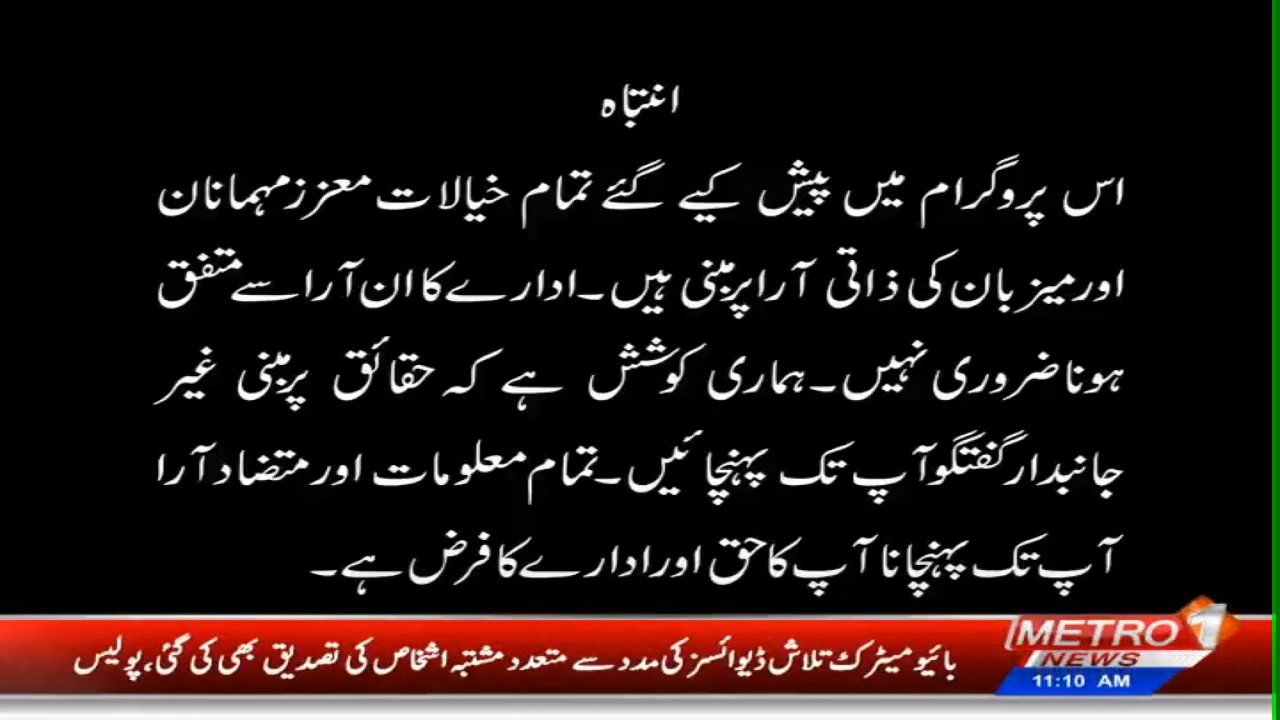 انتباہ
اس پروگرام میں پیش کیے گئے تمام خیالات معزز مہمانان
اور میزبان کی ذاتی آرا پر مبنی ہیں۔ ادارے کا ان آرا سے متفق
ہونا ضروری نہیں۔ ہماری کوشش ہے کہ حقائق پر مبنی غیر
جانبدار گفتگو آپ تک پہنچائیں۔ تمام معلومات اور متضاد آرا
آپ تک پہنچانا آپ کا حق اور ادارے کا فرض ہے۔
بائیو میٹرک تلاش ڈیوائسز کی مدد سے متعدد مشتبہ اشخاص کی تصدیق بھی کی گئی، پولیس
METRO 1
NEWS
11:10 AM